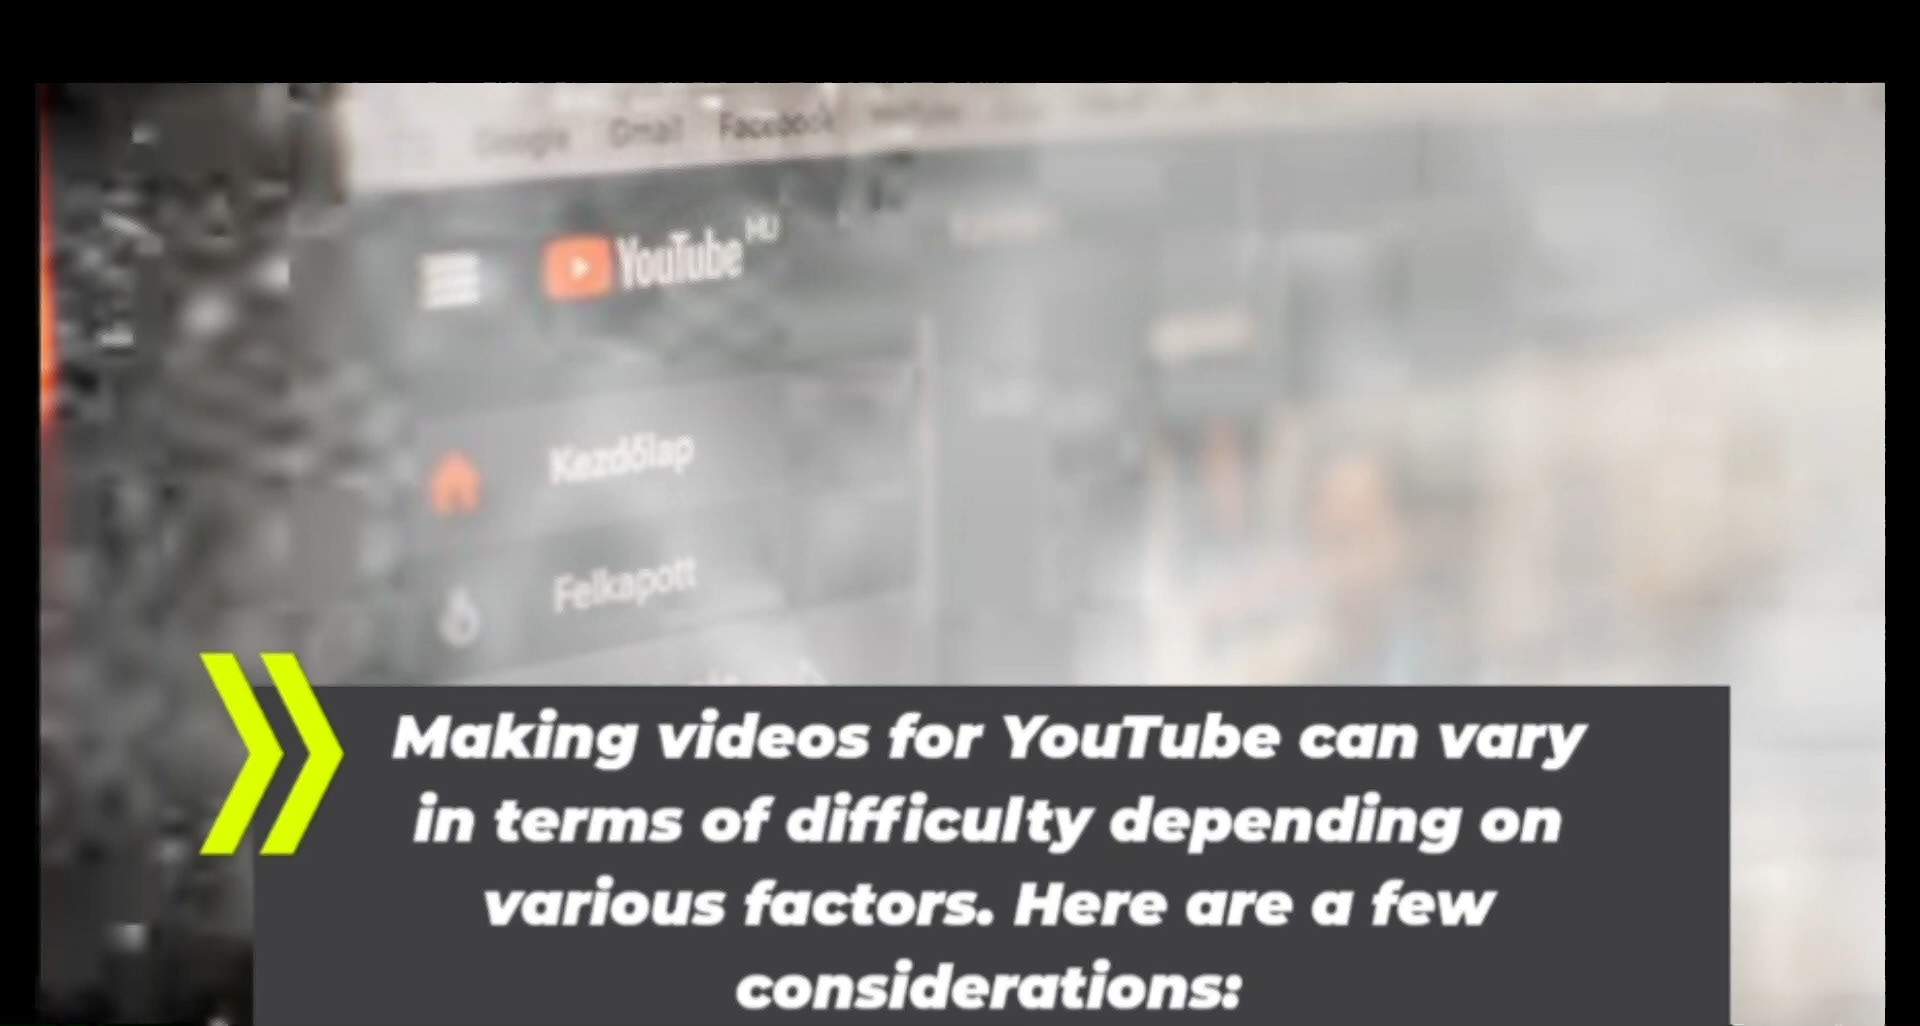 Google Gmail Facebook YouTube
YouTube HU
Kezdőlap
Felkapott
Making videos for YouTube can vary
in terms of difficulty depending on
various factors. Here are a few
considerations: